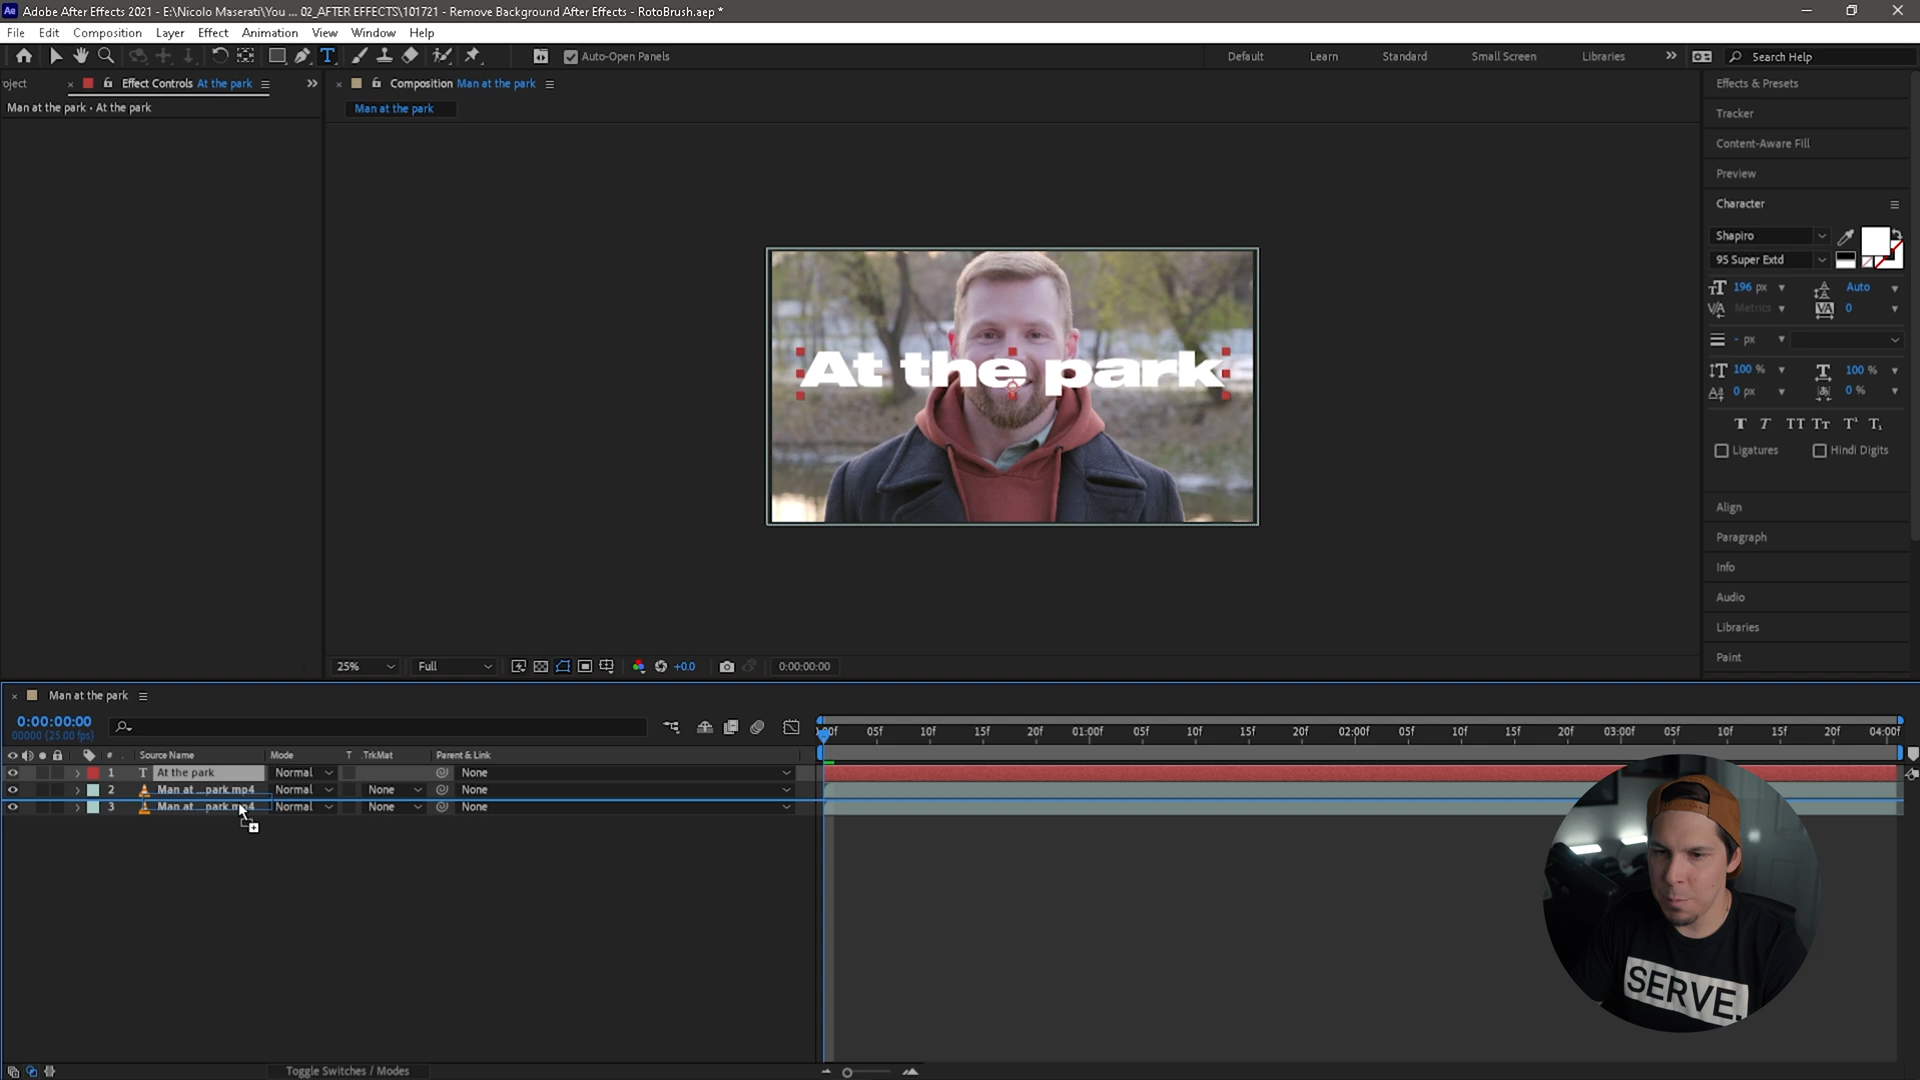 Adobe After Effects 2021 - E:\Nicolo Maserati\You ... 02_AFTER EFFECTS\101721 - Remove Background After Effects - RotoBrush.aep *
File Edit Composition Layer Effect Animation View Window Help
Auto-Open Panels Default Learn Standard Small Screen Libraries Search Help
oject Effect Controls At the park Composition Man at the park
Man at the park • At the park
Man at the park
Effects & Presets
Tracker
Content-Aware Fill
Preview
Character
Shapiro
95 Super Extd
196 px Auto
Metrics 0
- px
100 % 100 %
0 px 0 %
T T TT Tr T¹ T₁
Ligatures Hindi Digits
Align
Paragraph
Info
Audio
Libraries
Paint
At the park
25% Full +0.0 0:00:00:00
Man at the park
0:00:00:00
00000 (25.00 fps)
:00f 05f 10f 15f 20f 01:00f 05f 10f 15f 20f 02:00f 05f 10f 15f 20f 03:00f 05f 10f 15f 20f 04:00f
# Source Name Mode T .TrkMat Parent & Link
1 T At the park Normal None
2 Man at ...park.mp4 Normal None None
3 Man at ...park.mp4 Normal None None
SERVE.
Toggle Switches / Modes